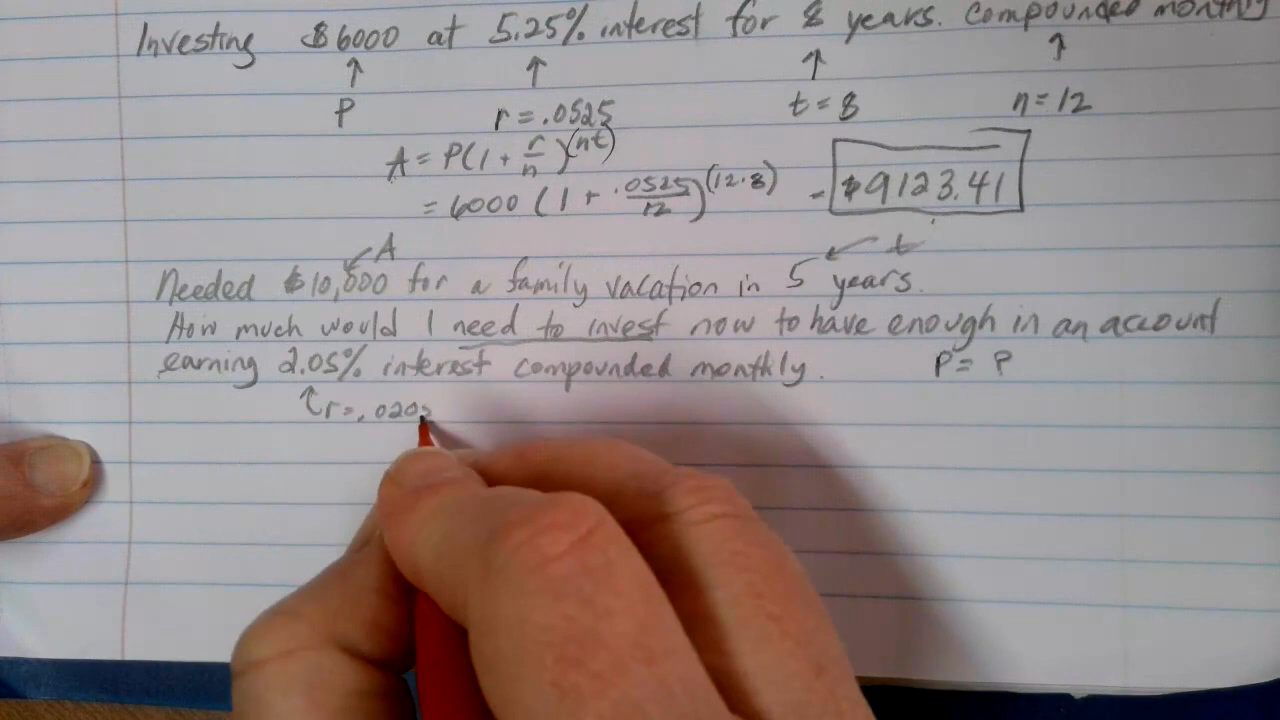 Investing $6000 at 5.25% interest for 8 years. compounded monthly
P r = .0525 t = 8 n = 12
A = P(1 + r/n)^(nt)
= 6000 (1 + .0525/12)^(12·8) = $9123.41
A t
Needed $10,000 for a family vacation in 5 years.
How much would I need to invest now to have enough in an account
earning 2.05% interest compounded monthly. P = P
r = .0205